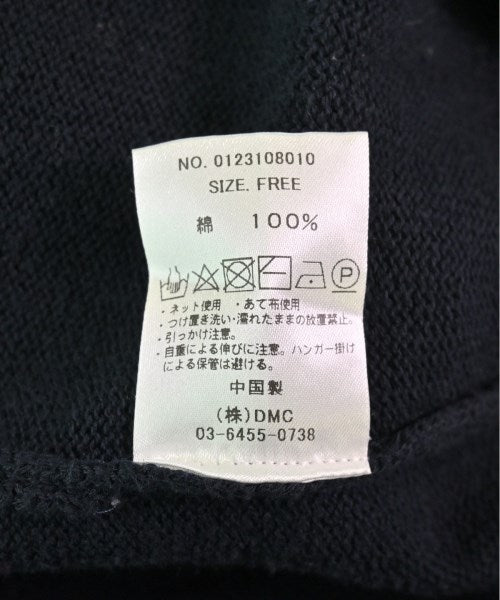 NO. 0123108010
SIZE. FREE
綿 100%
P
・ネット使用 ・あて布使用
・つけ置き洗い・濡れたままの放置禁止。
・引っかけ注意。
・自重による伸びに注意。ハンガー掛け
による保管は避ける。
中国製
(株)DMC
03-6455-0738